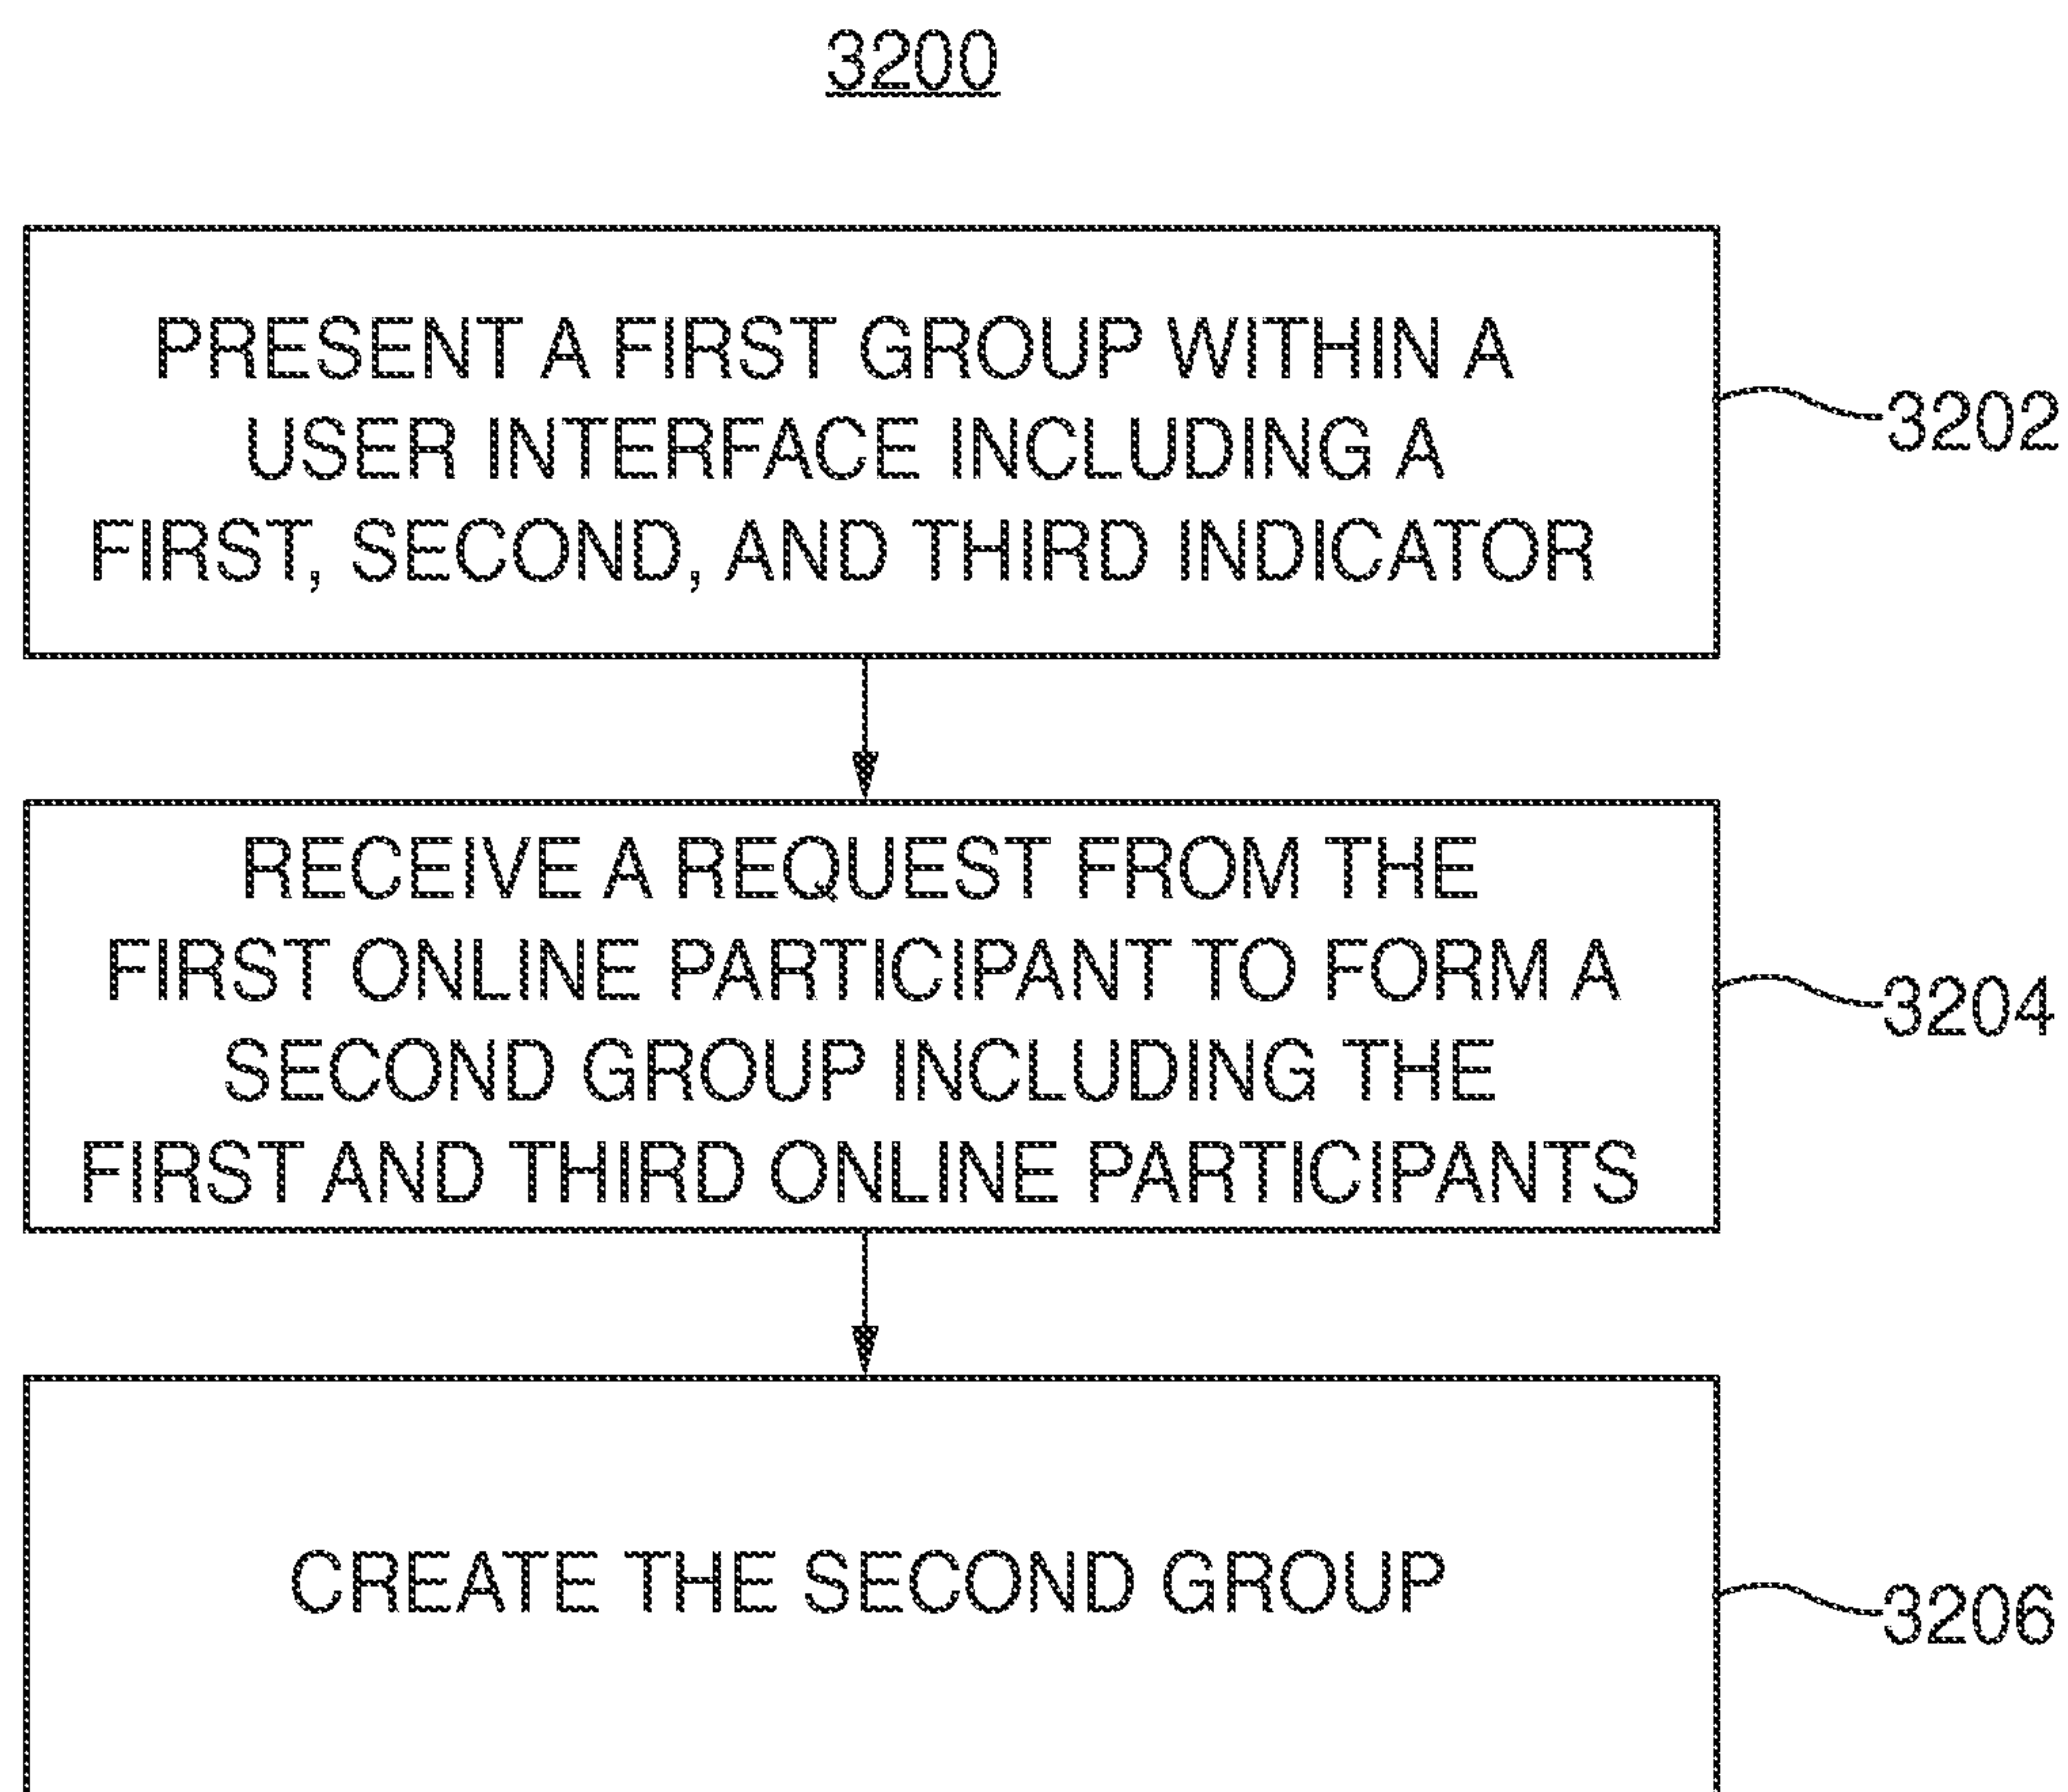 3200
PRESENT A FIRST GROUP WITHIN A
USER INTERFACE INCLUDING A
FIRST, SECOND, AND THIRD INDICATOR
3202
RECEIVE A REQUEST FROM THE
FIRST ONLINE PARTICIPANT TO FORM A
SECOND GROUP INCLUDING THE
FIRST AND THIRD ONLINE PARTICIPANTS
3204
CREATE THE SECOND GROUP
3206